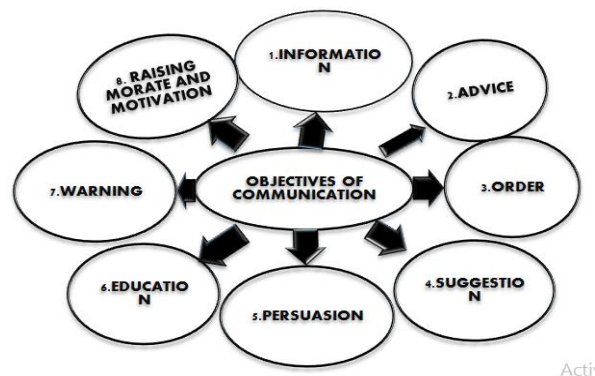 1.INFORMATIO
N
2.ADVICE
3.ORDER
4.SUGGESTIO
N
5.PERSUASION
6.EDUCATIO
N
7.WARNING
8. RAISING
MORATE AND
MOTIVATION
OBJECTIVES OF
COMMUNICATION
Activ